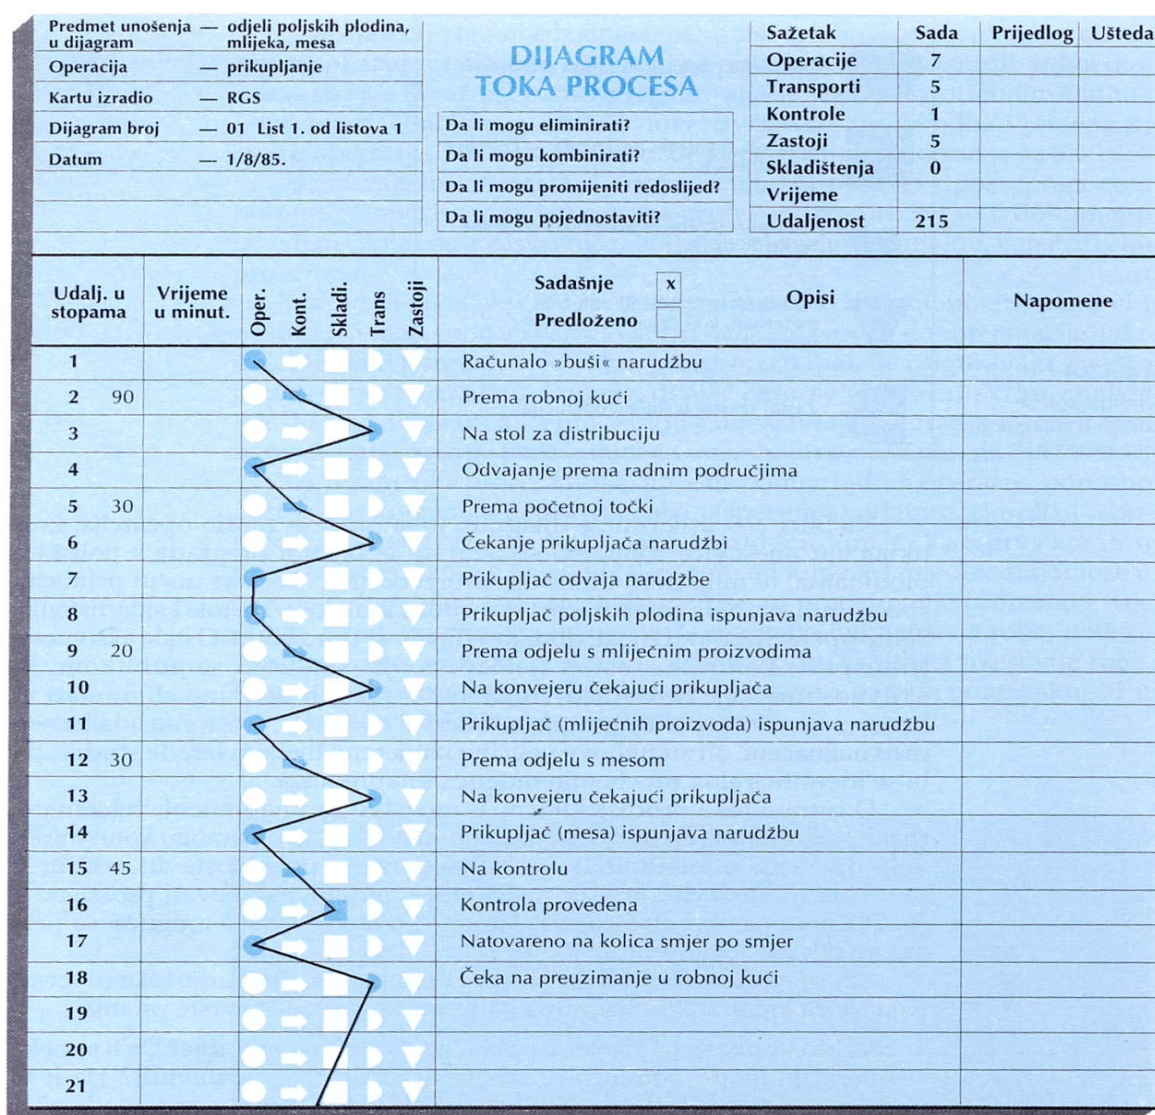 Predmet unošenja — odjeli poljskih plodina,
u dijagram mlijeka, mesa
Operacija — prikupljanje
Kartu izradio — RGS
Dijagram broj — 01 List 1. od listova 1
Datum — 1/8/85.
DIJAGRAM
TOKA PROCESA
Da li mogu eliminirati?
Da li mogu kombinirati?
Da li mogu promijeniti redoslijed?
Da li mogu pojednostaviti?
Sažetak Sada Prijedlog Ušteda
Operacije 7
Transporti 5
Kontrole 1
Zastoji 5
Skladištenja 0
Vrijeme
Udaljenost 215
Udalj. u stopama Vrijeme u minut. Oper. Kont. Skladi. Trans Zastoji Sadašnje x Predloženo Opisi Napomene
1 Računalo »buši« narudžbu
2 90 Prema robnoj kući
3 Na stol za distribuciju
4 Odvajanje prema radnim područjima
5 30 Prema početnoj točki
6 Čekanje prikupljača narudžbi
7 Prikupljač odvaja narudžbe
8 Prikupljač poljskih plodina ispunjava narudžbu
9 20 Prema odjelu s mliječnim proizvodima
10 Na konvejeru čekajući prikupljača
11 Prikupljač (mliječnih proizvoda) ispunjava narudžbu
12 30 Prema odjelu s mesom
13 Na konvejeru čekajući prikupljača
14 Prikupljač (mesa) ispunjava narudžbu
15 45 Na kontrolu
16 Kontrola provedena
17 Natovareno na kolica smjer po smjer
18 Čeka na preuzimanje u robnoj kući
19
20
21